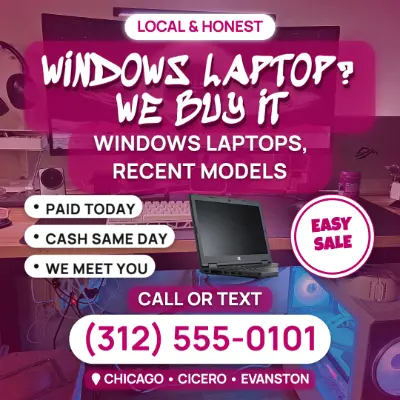 LOCAL & HONEST
WINDOWS LAPTOP?
WE BUY IT
WINDOWS LAPTOPS,
RECENT MODELS
• PAID TODAY
• CASH SAME DAY
• WE MEET YOU
EASY
SALE
CALL OR TEXT
(312) 555-0101
CHICAGO • CICERO • EVANSTON